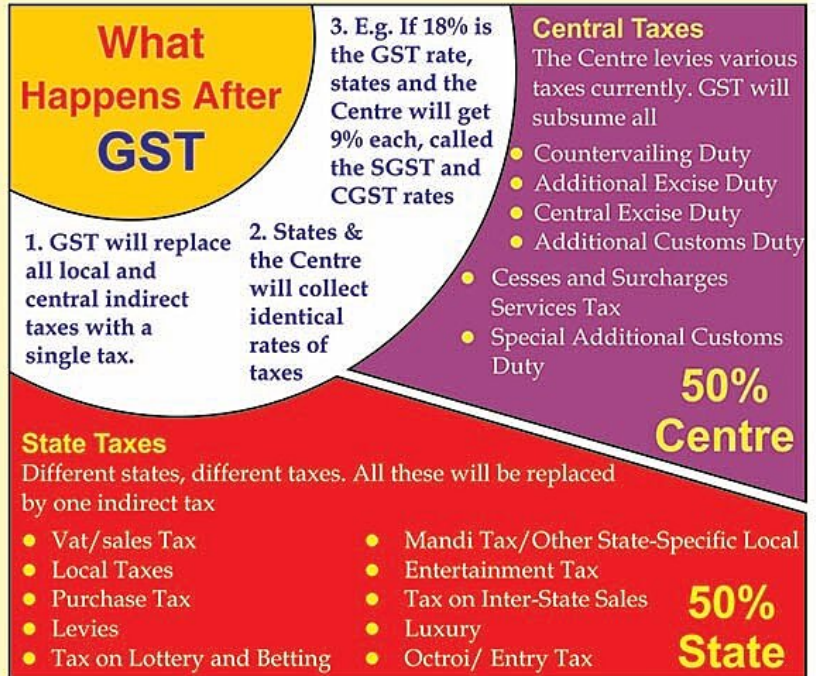 What
Happens After
GST
1. GST will replace
all local and
central indirect
taxes with a
single tax.
2. States &
the Centre
will collect
identical
rates of
taxes
3. E.g. If 18% is
the GST rate,
states and the
Centre will get
9% each, called
the SGST and
CGST rates
Central Taxes
The Centre levies various
taxes currently. GST will
subsume all
Countervailing Duty
Additional Excise Duty
Central Excise Duty
Additional Customs Duty
Cesses and Surcharges
Services Tax
Special Additional Customs
Duty
50%
Centre
State Taxes
Different states, different taxes. All these will be replaced
by one indirect tax
Vat/sales Tax
Local Taxes
Purchase Tax
Levies
Tax on Lottery and Betting
Mandi Tax/Other State-Specific Local
Entertainment Tax
Tax on Inter-State Sales
Luxury
Octroi/ Entry Tax
50%
State